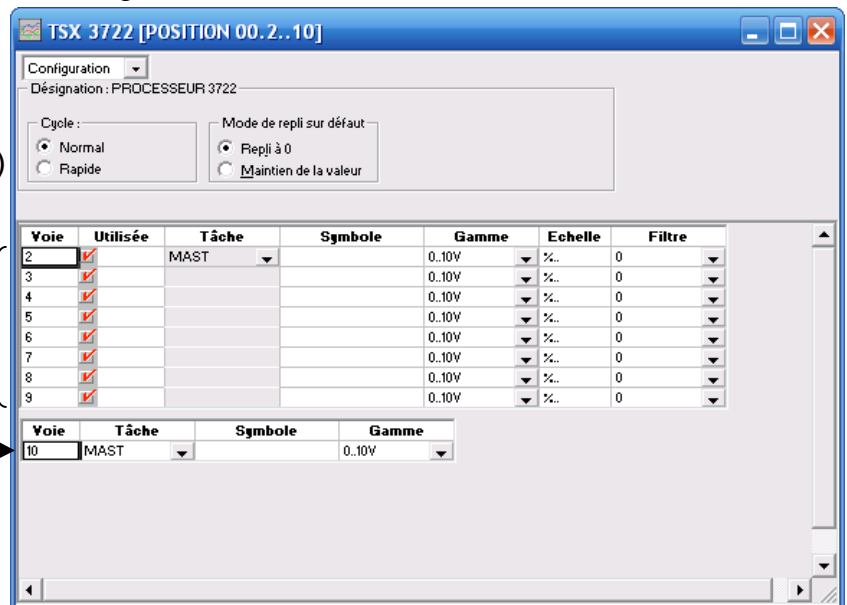 TSX 3722 [POSITION 00.2..10]
Configuration
Désignation : PROCESSEUR 3722
Cycle : Mode de repli sur défaut
Normal Repli à 0
Rapide Maintien de la valeur
)
Voie Utilisée Tâche Symbole Gamme Echelle Filtre
2 MAST 0..10V %.. 0
3 0..10V %.. 0
4 0..10V %.. 0
5 0..10V %.. 0
6 0..10V %.. 0
7 0..10V %.. 0
8 0..10V %.. 0
9 0..10V %.. 0
Voie Tâche Symbole Gamme
10 MAST 0..10V